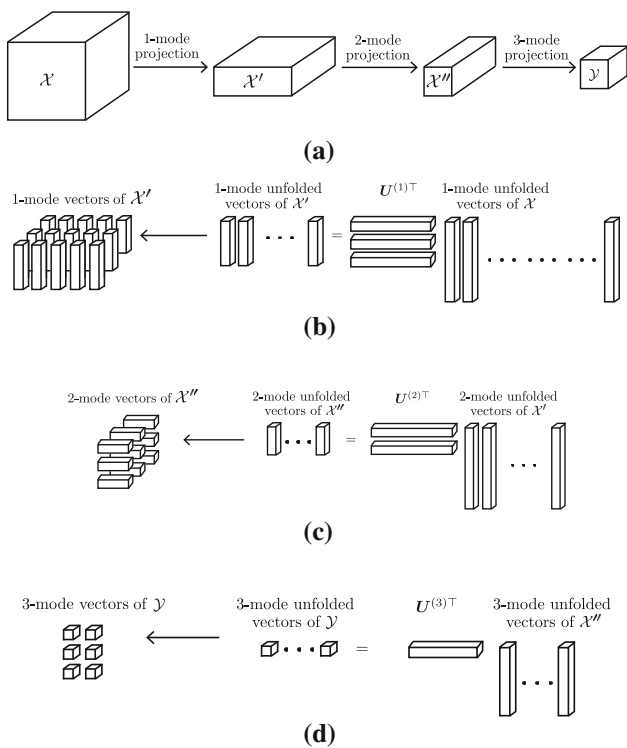 1-mode
projection
2-mode
projection
3-mode
projection
𝒳
𝒳′
𝒳″
𝒴
(a)
1-mode vectors of 𝒳′
1-mode unfolded
vectors of 𝒳′
U⁽¹⁾⊤
1-mode unfolded
vectors of 𝒳
=
(b)
2-mode vectors of 𝒳″
2-mode unfolded
vectors of 𝒳″
U⁽²⁾⊤
2-mode unfolded
vectors of 𝒳′
=
(c)
3-mode vectors of 𝒴
3-mode unfolded
vectors of 𝒴
U⁽³⁾⊤
3-mode unfolded
vectors of 𝒳″
=
(d)